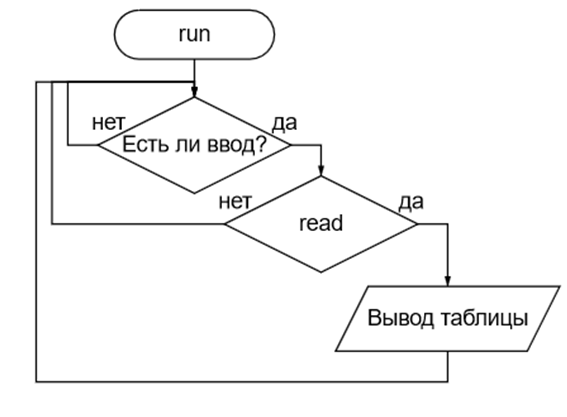 run
нет
да
Есть ли ввод?
нет
да
read
Вывод таблицы